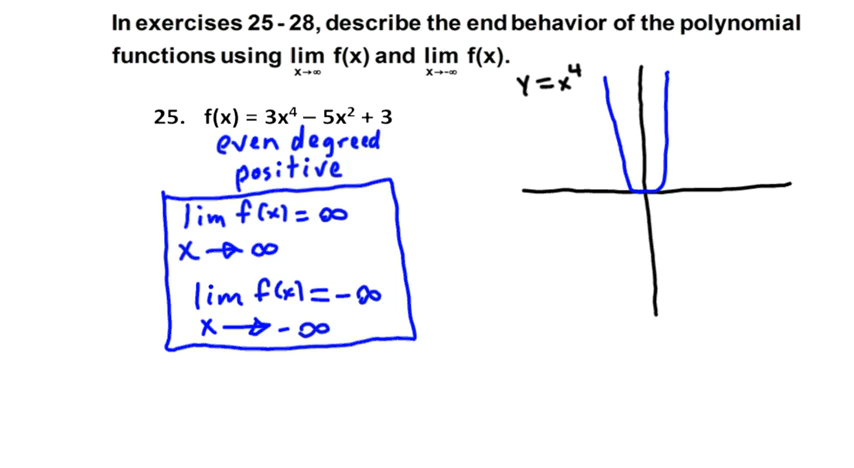 In exercises 25 - 28, describe the end behavior of the polynomial
functions using lim f(x) and lim f(x).
x→∞ x→-∞
y = x⁴
25. f(x) = 3x⁴ – 5x² + 3
even degreed
positive
lim f(x) = ∞
x → ∞
lim f(x) = - ∞
x → - ∞